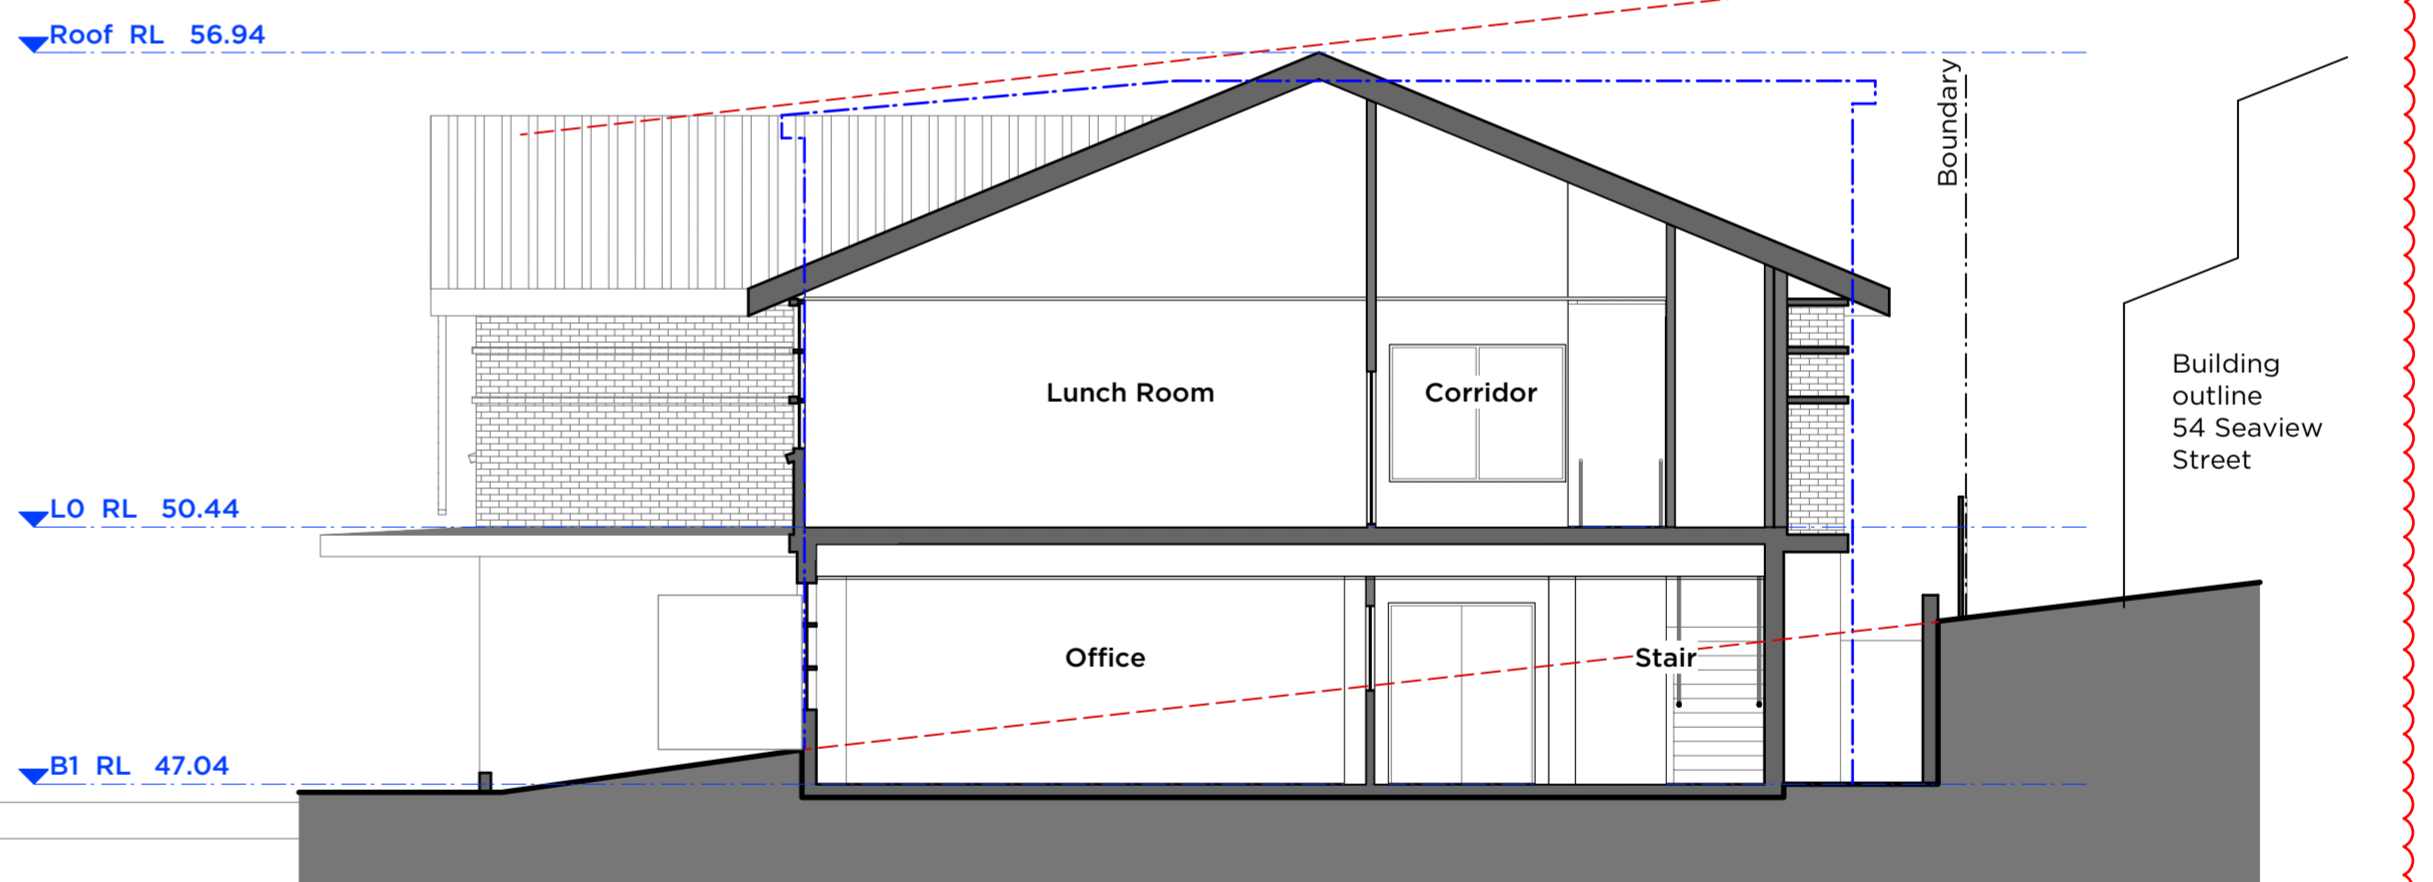 Roof RL 56.94
Boundary
Building
outline
54 Seaview
Street
Lunch Room
Corridor
L0 RL 50.44
Office
Stair
B1 RL 47.04